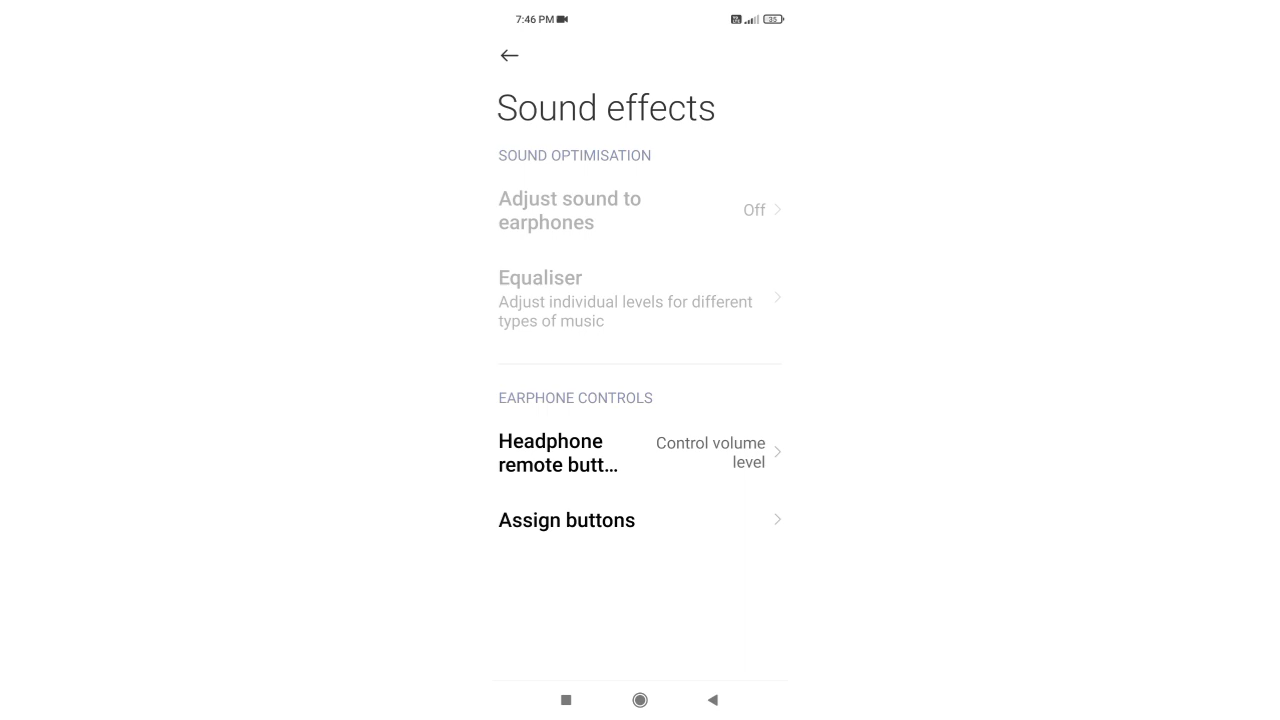 7:46 PM
35
Sound effects
SOUND OPTIMISATION
Adjust sound to
earphones
Off
Equaliser
Adjust individual levels for different
types of music
EARPHONE CONTROLS
Headphone
remote butt...
Control volume
level
Assign buttons